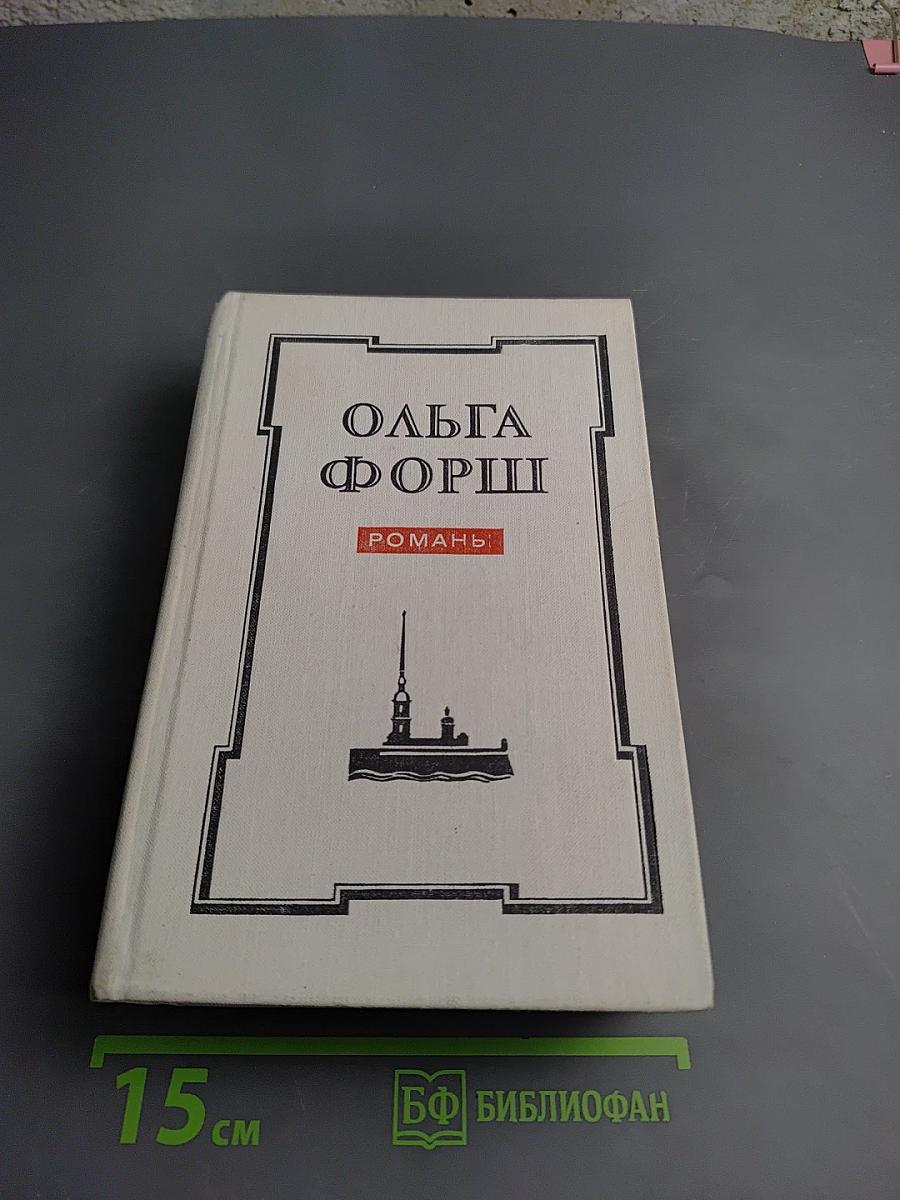 ОЛЬГА
ФОРШ
РОМАНЫ
15 см
БФ БИБЛИОФАН